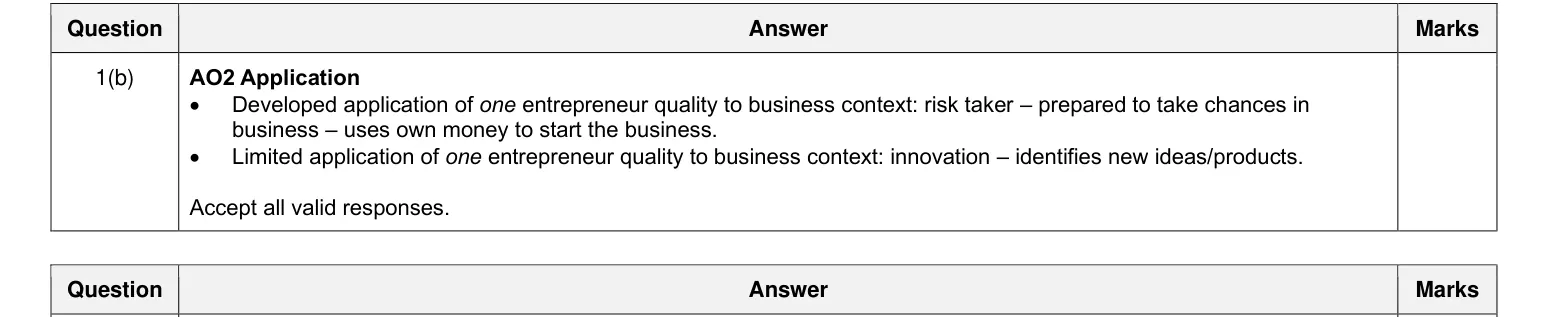 Question Answer Marks
1(b) AO2 Application
• Developed application of one entrepreneur quality to business context: risk taker – prepared to take chances in
business – uses own money to start the business.
• Limited application of one entrepreneur quality to business context: innovation – identifies new ideas/products.
Accept all valid responses.
Question Answer Marks